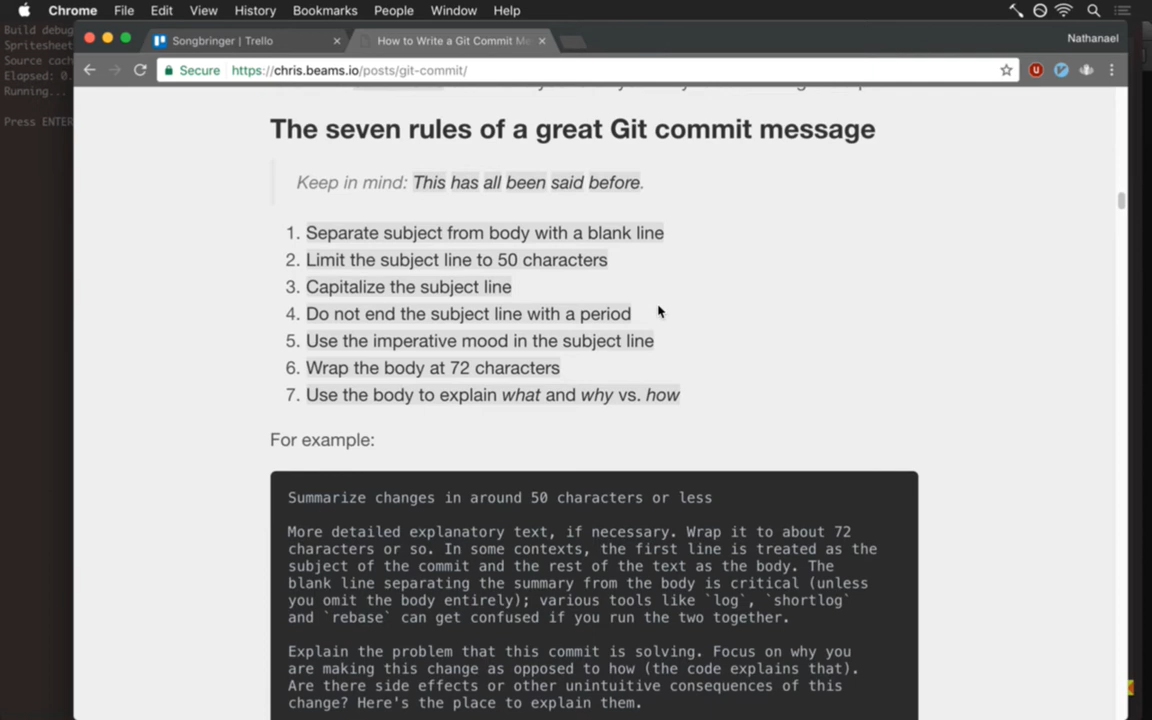 Chrome File Edit View History Bookmarks People Window Help
Build debug
Spritesheet
Source cach
Elapsed: 0.
Running...
Press ENTER
Songbringer | Trello
How to Write a Git Commit Me
Nathanael
Secure https://chris.beams.io/posts/git-commit/
The seven rules of a great Git commit message
Keep in mind: This has all been said before.
1. Separate subject from body with a blank line
2. Limit the subject line to 50 characters
3. Capitalize the subject line
4. Do not end the subject line with a period
5. Use the imperative mood in the subject line
6. Wrap the body at 72 characters
7. Use the body to explain what and why vs. how
For example:
Summarize changes in around 50 characters or less
More detailed explanatory text, if necessary. Wrap it to about 72
characters or so. In some contexts, the first line is treated as the
subject of the commit and the rest of the text as the body. The
blank line separating the summary from the body is critical (unless
you omit the body entirely); various tools like `log`, `shortlog`
and `rebase` can get confused if you run the two together.
Explain the problem that this commit is solving. Focus on why you
are making this change as opposed to how (the code explains that).
Are there side effects or other unintuitive consequences of this
change? Here's the place to explain them.